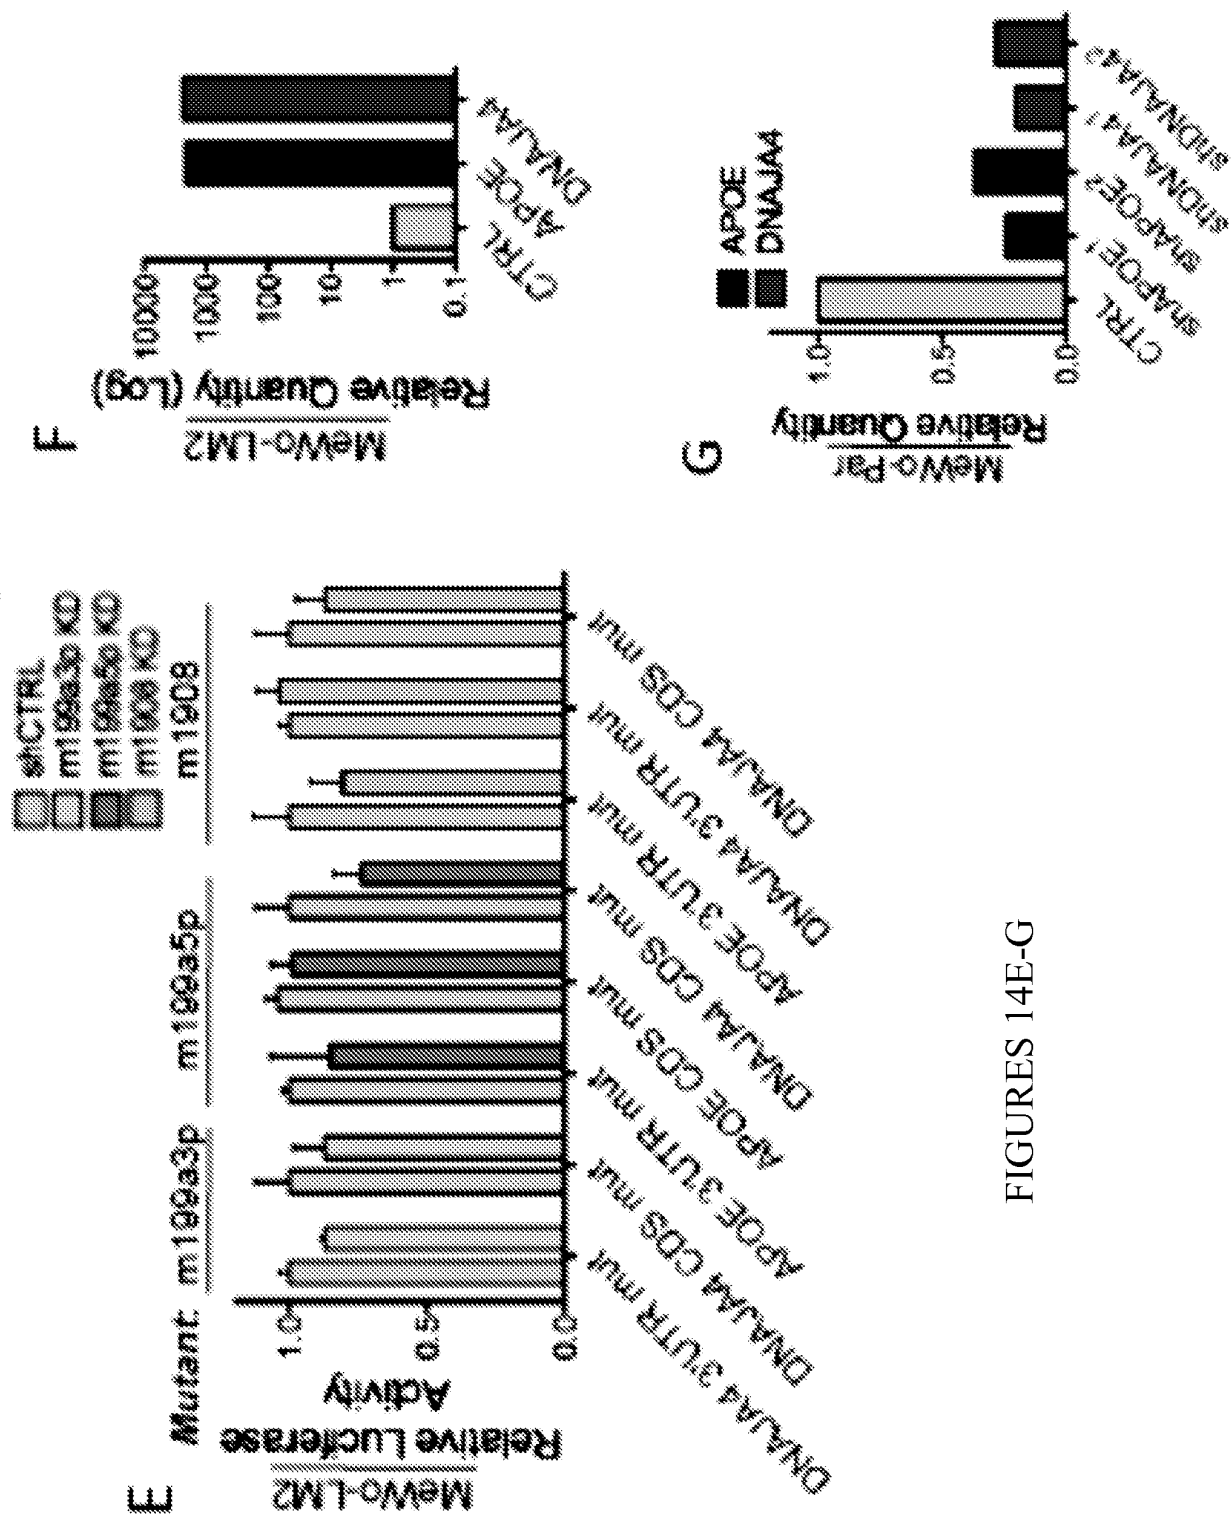 E
MeWo-LM2
Relative Luciferase
Activity
Mutant:
m199a3p
m199a5p
m1908
shCTRL
m199a3p KD
m199a5p KD
m1908 KD
1.0
0.5
0.0
DNAJA4 3'UTR mut
DNAJA4 CDS mut
APOE 3'UTR mut
APOE CDS mut
DNAJA4 CDS mut
APOE 3'UTR mut
DNAJA4 3'UTR mut
DNAJA4 CDS mut
F
MeWo-LM2
Relative Quantity (Log)
10000
1000
100
10
1
0.1
CTRL
APOE
DNAJA4
G
MeWo-Par
Relative Quantity
APOE
DNAJA4
1.0
0.5
0.0
CTRL
shAPOE1
shAPOE2
shDNAJA41
shDNAJA42
FIGURES 14E-G